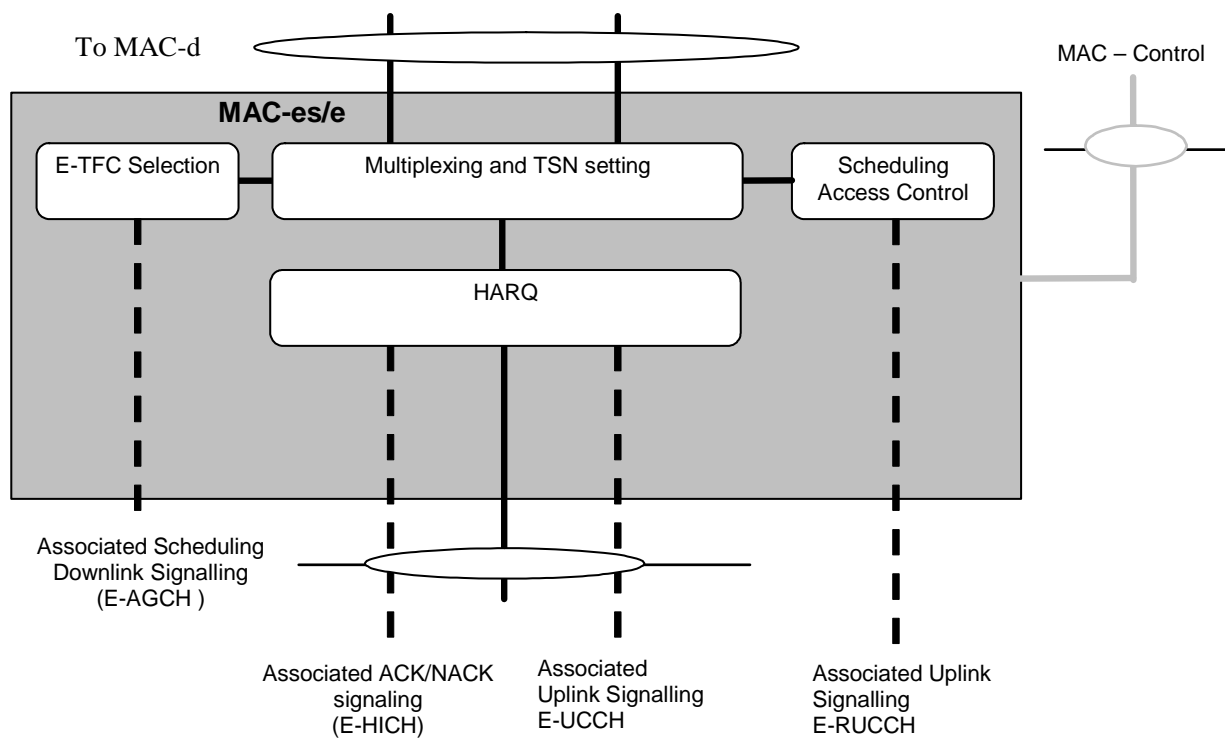 To MAC-d
MAC – Control
MAC-es/e
E-TFC Selection
Multiplexing and TSN setting
Scheduling
Access Control
HARQ
Associated Scheduling
Downlink Signalling
(E-AGCH )
Associated ACK/NACK
signaling
(E-HICH)
Associated
Uplink Signalling
E-UCCH
Associated Uplink
Signalling
E-RUCCH